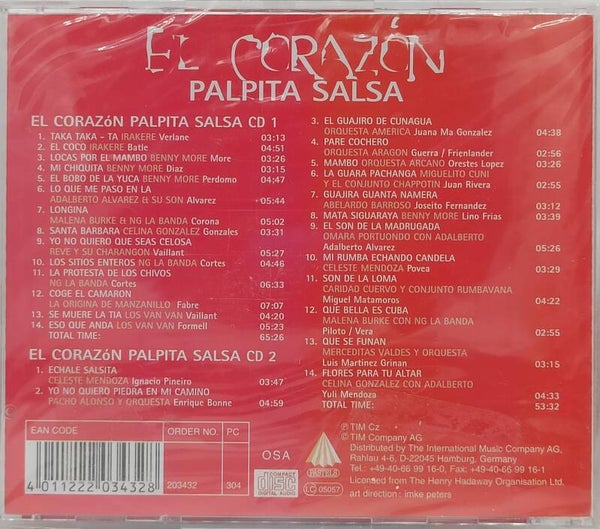 EL CORAZÓN
PALPITA SALSA
EL CORAZóN PALPITA SALSA CD 1
1. TAKA TAKA - TA IRAKERE Verlane 03:13
2. EL COCO IRAKERE Batle 04:51
3. LOCAS POR EL MAMBO BENNY MORE More 03:26
4. MI CHIQUITA BENNY MORE Diaz 03:15
5. EL BOBO DE LA YUCA BENNY MORE Perdomo 04:47
6. LO QUE ME PASO EN LA
ADALBERTO ALVAREZ & SU SON Alvarez 05:44
7. LONGINA
MALENA BURKE & NG LA BANDA Corona 05:02
8. SANTA BARBARA CELINA GONZALEZ Gonzales 03:31
9. YO NO QUIERO QUE SEAS CELOSA
REVE Y SU CHARANGON Vaillant 05:27
10. LOS SITIOS ENTEROS NG LA BANDA Cortes 04:46
11. LA PROTESTA DE LOS CHIVOS
NG LA BANDA Cortes 06:33
12. COGE EL CAMARON
LA ORIGINA DE MANZANILLO Fabre 07:07
13. SE MUERE LA TIA LOS VAN VAN Vaillant 04:20
14. ESO QUE ANDA LOS VAN VAN Formell 05:23
TOTAL TIME: 65:26
EL CORAZóN PALPITA SALSA CD 2
1. ECHALE SALSITA
CELESTE MENDOZA Ignacio Pineiro 03:47
2. YO NO QUIERO PIEDRA EN MI CAMINO
PACHO ALONSO Y ORQUESTA Enrique Bonne 04:59
3. EL GUAJIRO DE CUNAGUA
ORQUESTA AMERICA Juana Ma Gonzalez 04:38
4. PARE COCHERO
ORQUESTA ARAGON Guerra / Frienlander 02:56
5. MAMBO ORQUESTA ARCANO Orestes Lopez 03:26
6. LA GUARA PACHANGA MIGUELITO CUNI
Y EL CONJUNTO CHAPPOTIN Juan Rivera 02:55
7. GUAJIRA GUANTA NAMERA
ABELARDO BARROSO Joseito Fernandez 03:12
8. MATA SIGUARAYA BENNY MORE Lino Frias 03:39
9. EL SON DE LA MADRUGADA
OMARA PORTUONDO CON ADALBERTO
Adalberto Alvarez 05:26
10. MI RUMBA ECHANDO CANDELA
CELESTE MENDOZA Povea 03:29
11. SON DE LA LOMA
CARIDAD CUERVO Y CONJUNTO RUMBAVANA
Miguel Matamoros 04:22
12. QUE BELLA ES CUBA
MALENA BURKE CON NG LA BANDA
Piloto / Vera 02:55
13. QUE SE FUNAN
MERCEDITAS VALDES Y ORQUESTA
Luis Martínez Grinan 03:15
14. FLORES PARA TU ALTAR
CELINA GONZALEZ CON ADALBERTO
Yuli Mendoza 04:33
TOTAL TIME: 53:32
EAN CODE ORDER NO. PC
4 011222 034328 203432 304
OSA
COMPACT
disc
DIGITAL AUDIO
PASTELS
LC 05057
℗ TIM Cz
© TIM Company AG
Distributed by The International Music Company AG,
Rahlau 4-6, D-22045 Hamburg, Germany
Tel.: +49-40-66 99 16-0, Fax: +49-40-66 99 16-1
Licensed from The Henry Hadaway Organisation Ltd.
art direction: imke peters